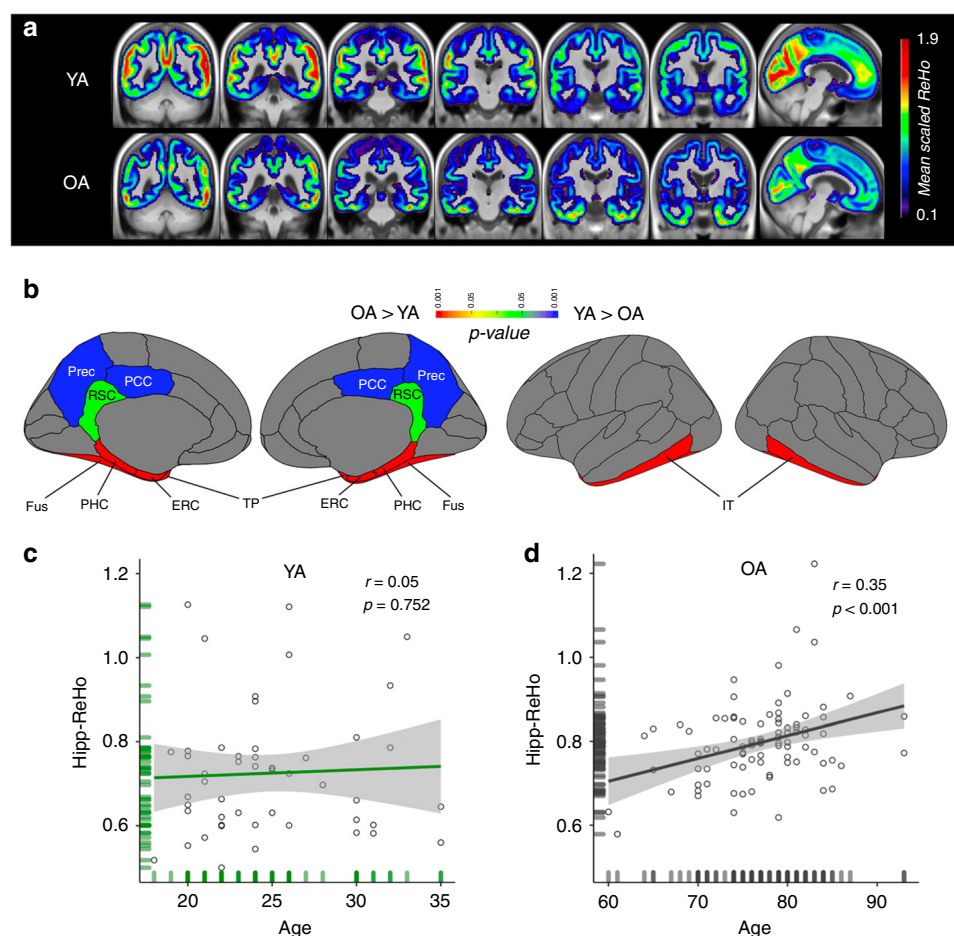 a
YA
OA
1.9
Mean scaled ReHo
0.1
b
OA > YA
0.001
0.05
0.05
0.001
p-value
YA > OA
Prec
PCC
RSC
PCC
Prec
RSC
Fus
PHC
ERC
TP
ERC
PHC
Fus
IT
c
YA
r = 0.05
p = 0.752
Hipp-ReHo
1.2
1.0
0.8
0.6
20
25
30
35
Age
d
OA
r = 0.35
p < 0.001
Hipp-ReHo
1.2
1.0
0.8
0.6
60
70
80
90
Age